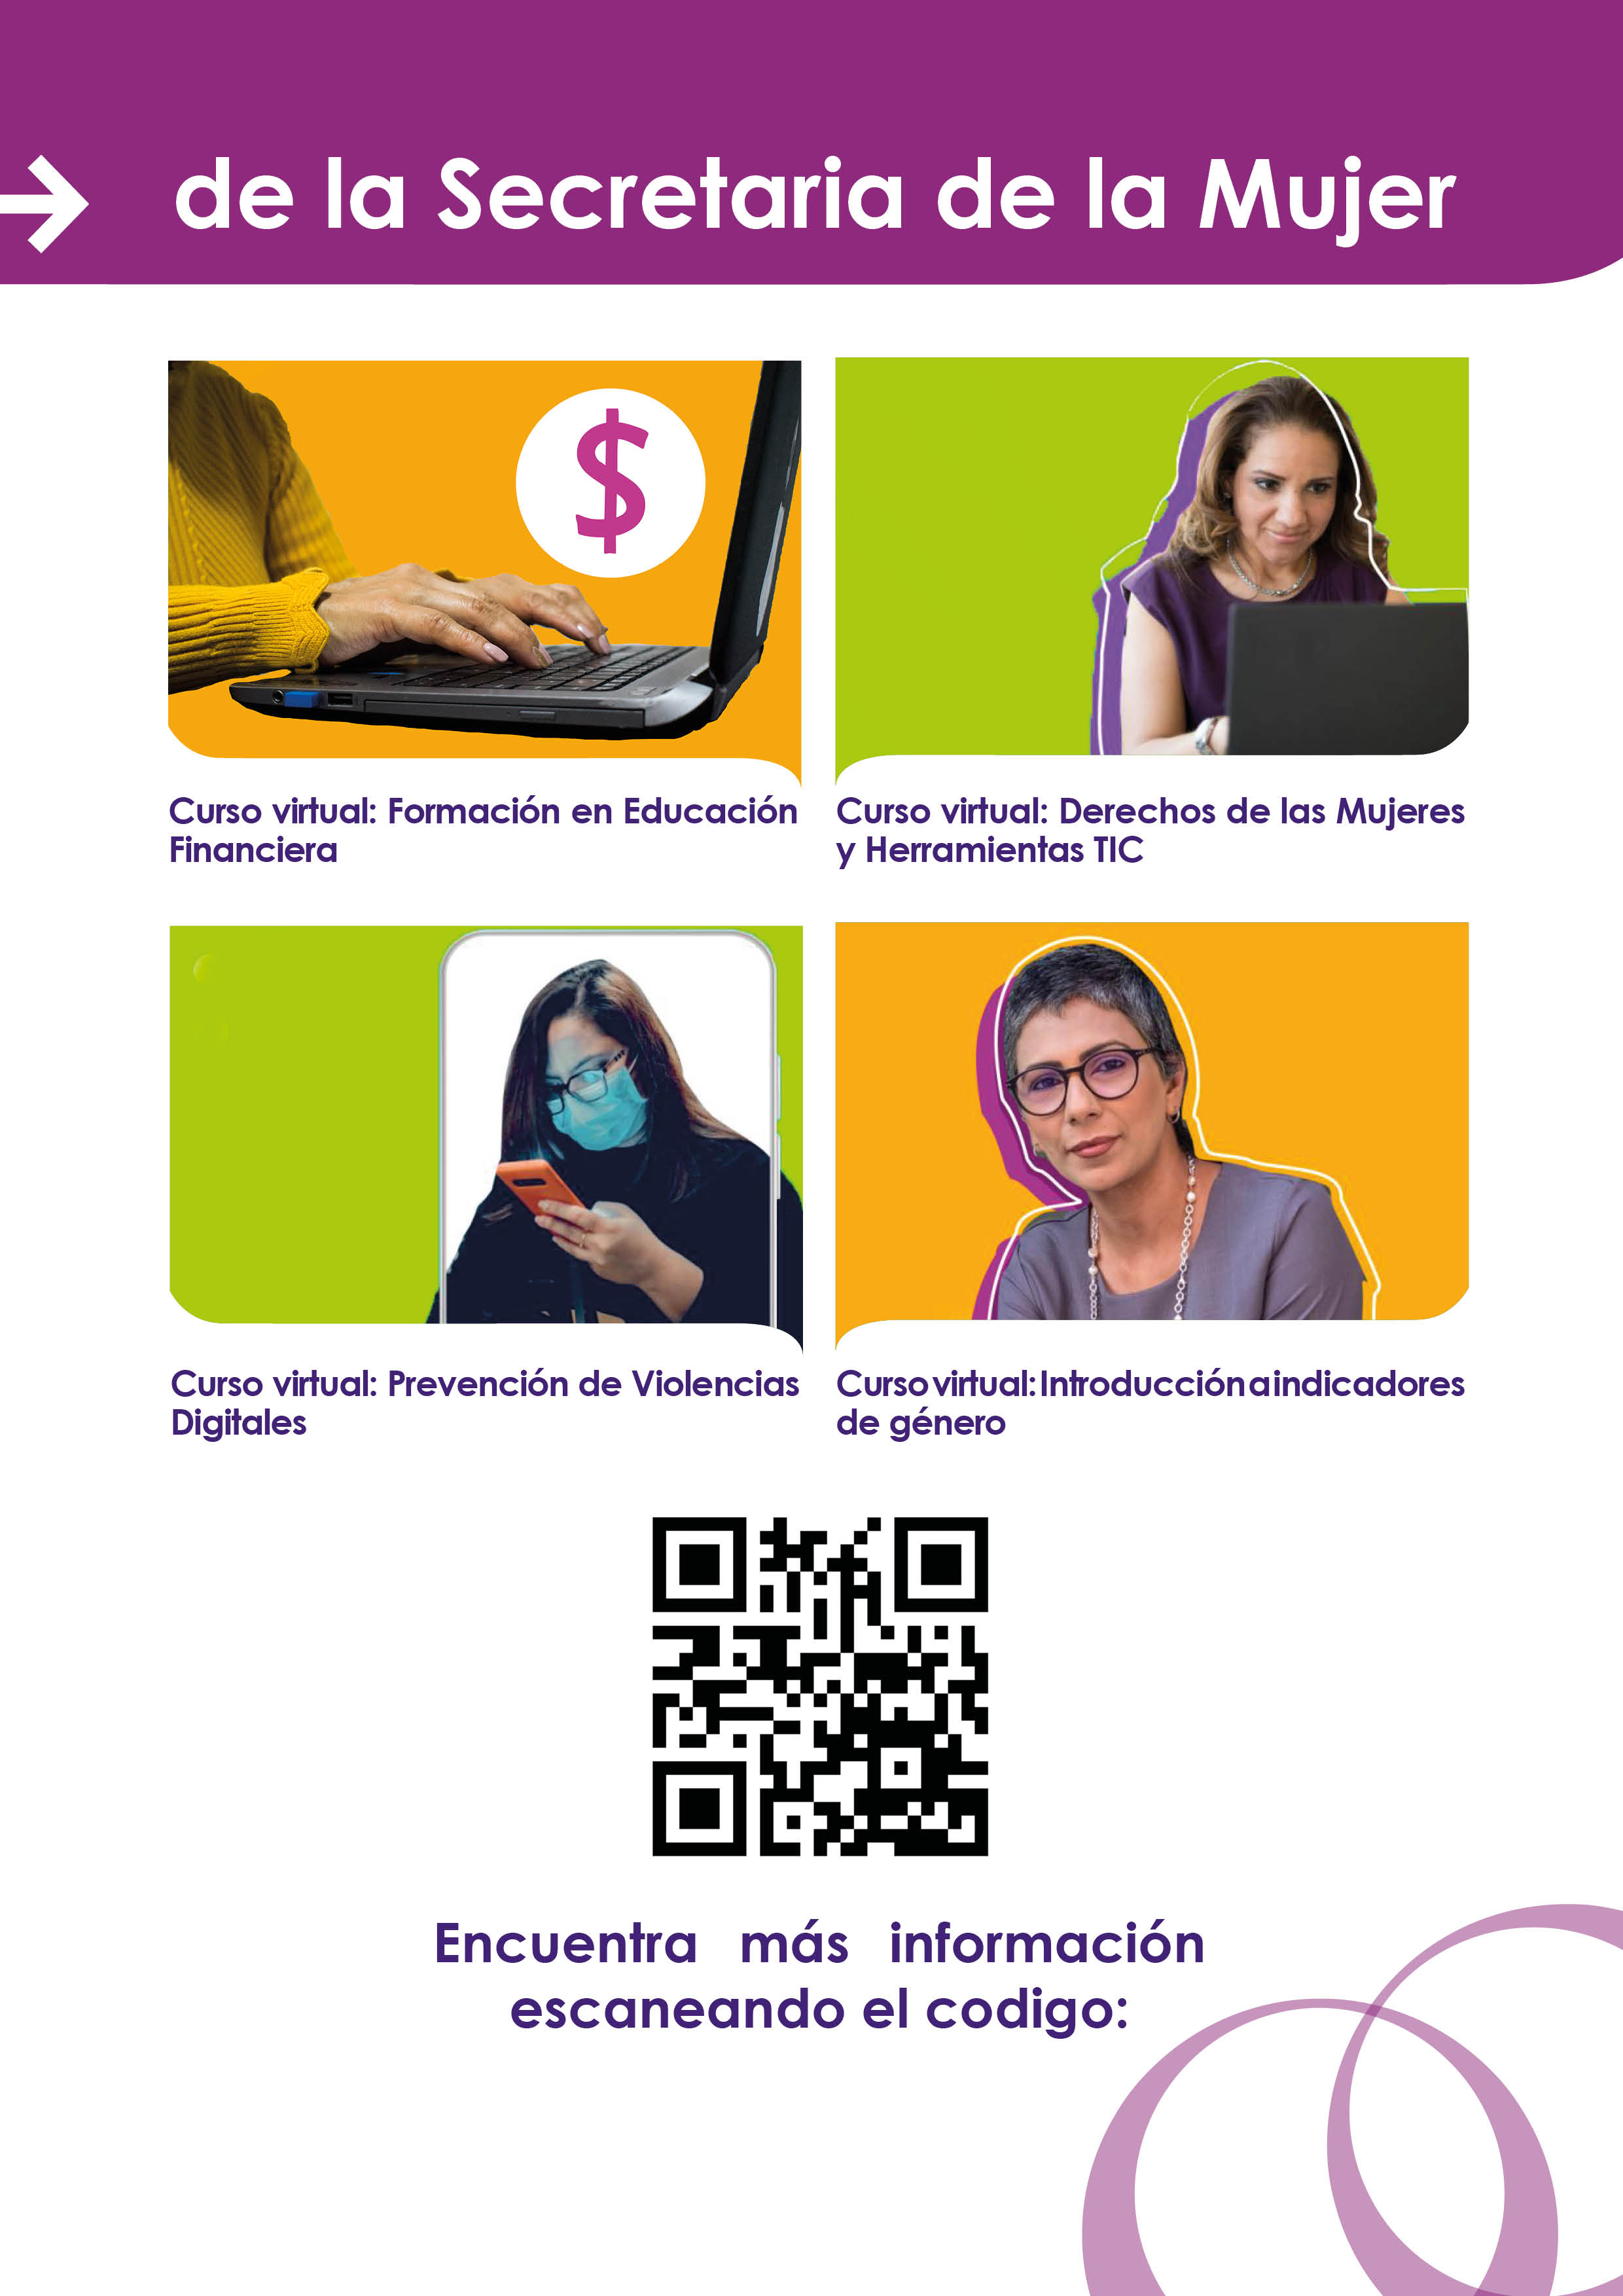 de la Secretaria de la Mujer
$
Curso virtual: Formación en Educación
Financiera
Curso virtual: Derechos de las Mujeres
y Herramientas TIC
Curso virtual: Prevención de Violencias
Digitales
Curso virtual: Introducción a indicadores
de género
Encuentra más información
escaneando el codigo: